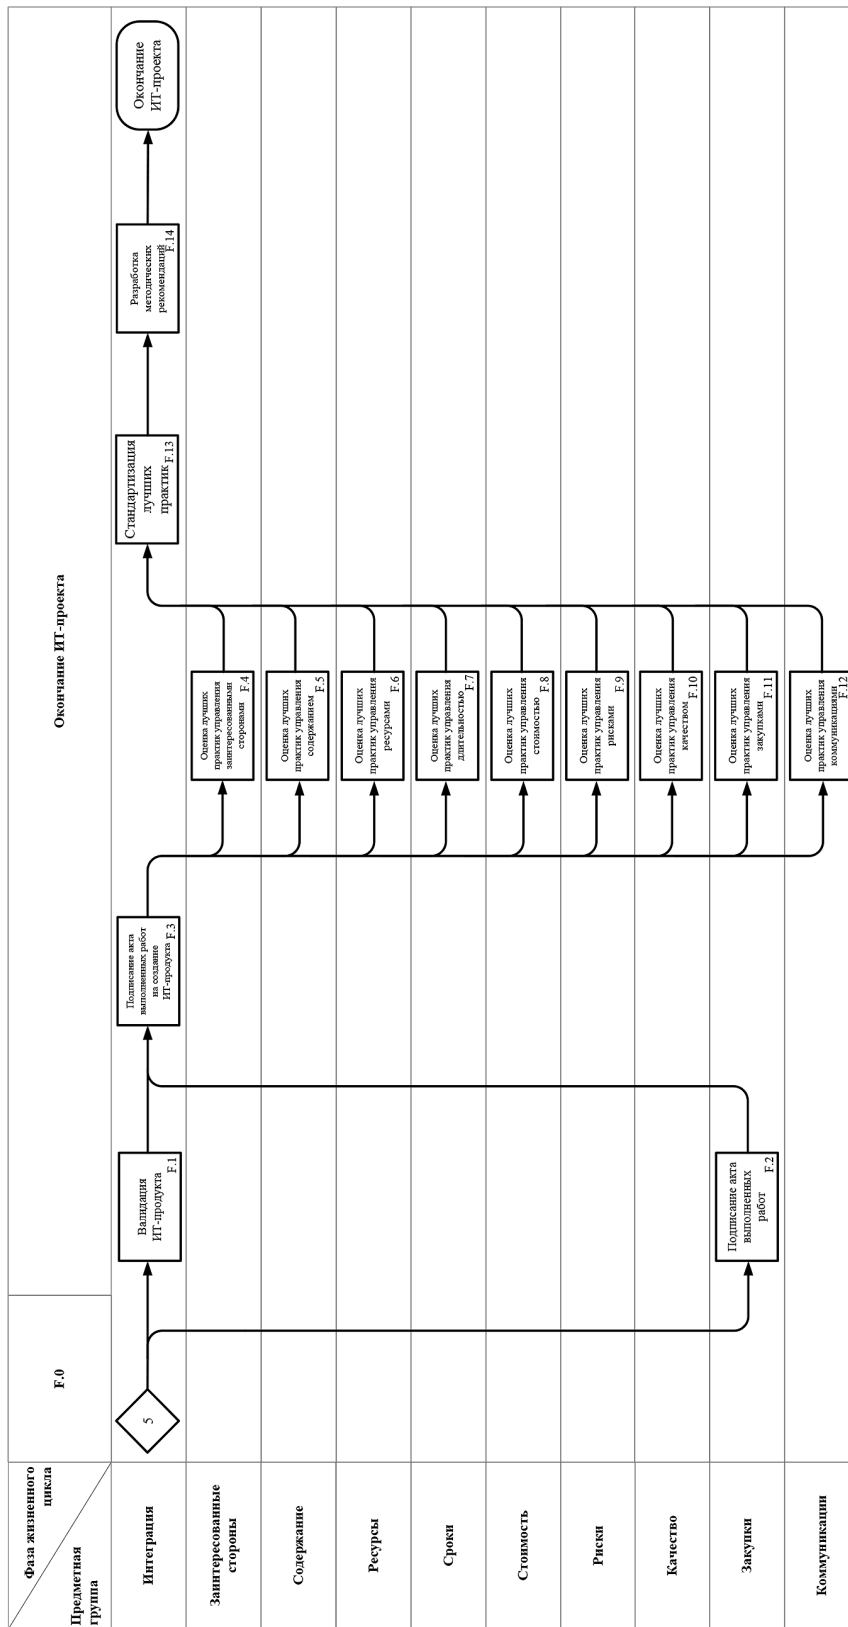 Фаза жизненного
цикла
Предметная
группа
F.0
Окончание ИТ-проекта
Интеграция
5
Валидация
ИТ-продукта
F.1
Подписание акта
выполненных работ
на создание
ИТ-продукта
F.3
Стандартизация
лучших
практик
F.13
Разработка
методических
рекомендаций
F.14
Окончание
ИТ-проекта
Заинтересованные
стороны
Оценка лучших
практик управления
заинтересованными
сторонами
F.4
Содержание
Оценка лучших
практик управления
содержанием
F.5
Ресурсы
Оценка лучших
практик управления
ресурсами
F.6
Сроки
Оценка лучших
практик управления
длительностью
F.7
Стоимость
Оценка лучших
практик управления
стоимостью
F.8
Риски
Оценка лучших
практик управления
рисками
F.9
Качество
Оценка лучших
практик управления
качеством
F.10
Закупки
Подписание акта
выполненных
работ
F.2
Оценка лучших
практик управления
закупками
F.11
Коммуникации
Оценка лучших
практик управления
коммуникациями
F.12